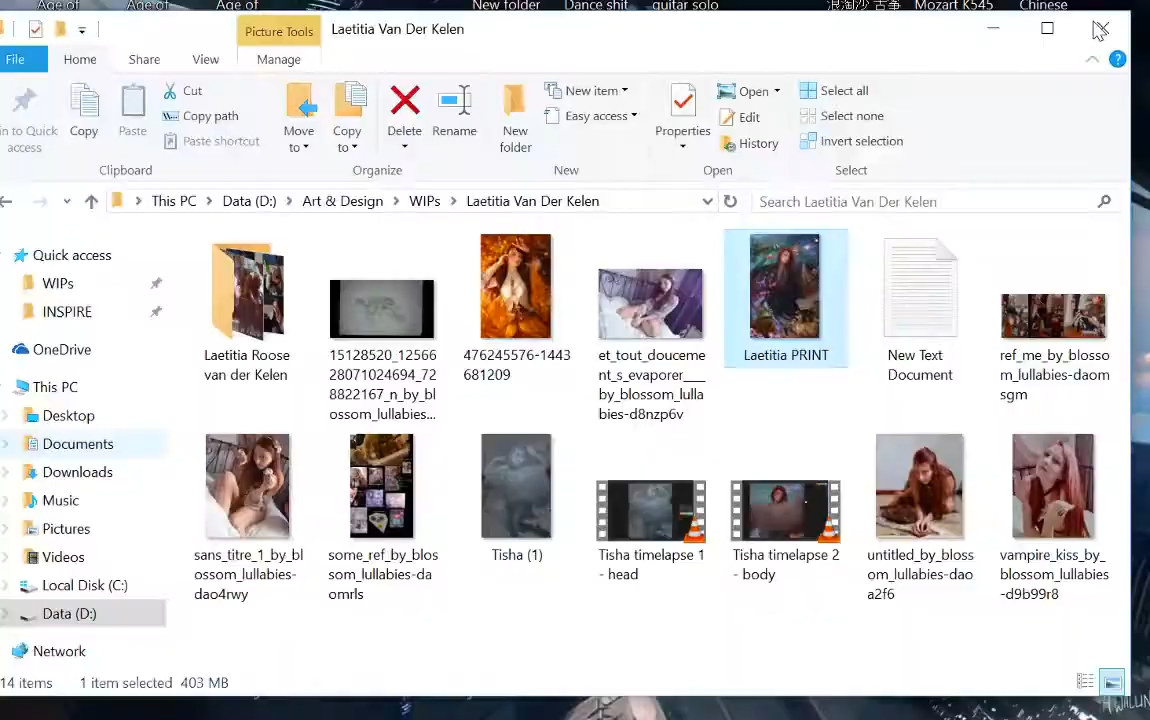 Age of
Age of
Age of
New folder
Dance shit
guitar solo
浪淘沙 古筝
Mozart K545
Chinese
Picture Tools
Laetitia Van Der Kelen
File
Home
Share
View
Manage
in to Quick
access
Copy
Paste
Cut
Copy path
Paste shortcut
Clipboard
Move
to
Copy
to
Delete
Rename
Organize
New
folder
New item
Easy access
New
Properties
Open
Edit
History
Open
Select all
Select none
Invert selection
Select
This PC > Data (D:) > Art & Design > WIPs > Laetitia Van Der Kelen
Search Laetitia Van Der Kelen
Quick access
WIPs
INSPIRE
OneDrive
This PC
Desktop
Documents
Downloads
Music
Pictures
Videos
Local Disk (C:)
Data (D:)
Network
Laetitia Roose
van der Kelen
15128520_12566
28071024694_72
8822167_n_by_bl
ossom_lullabies...
476245576-1443
681209
et_tout_douceme
nt_s_evaporer___
by_blossom_lulla
bies-d8nzp6v
Laetitia PRINT
New Text
Document
ref_me_by_blosso
m_lullabies-daom
sgm
sans_titre_1_by_bl
ossom_lullabies-
dao4rwy
some_ref_by_blos
som_lullabies-da
omrls
Tisha (1)
Tisha timelapse 1
- head
Tisha timelapse 2
- body
untitled_by_bloss
om_lullabies-dao
a2f6
vampire_kiss_by_
blossom_lullabies
-d9b99r8
14 items
1 item selected 403 MB